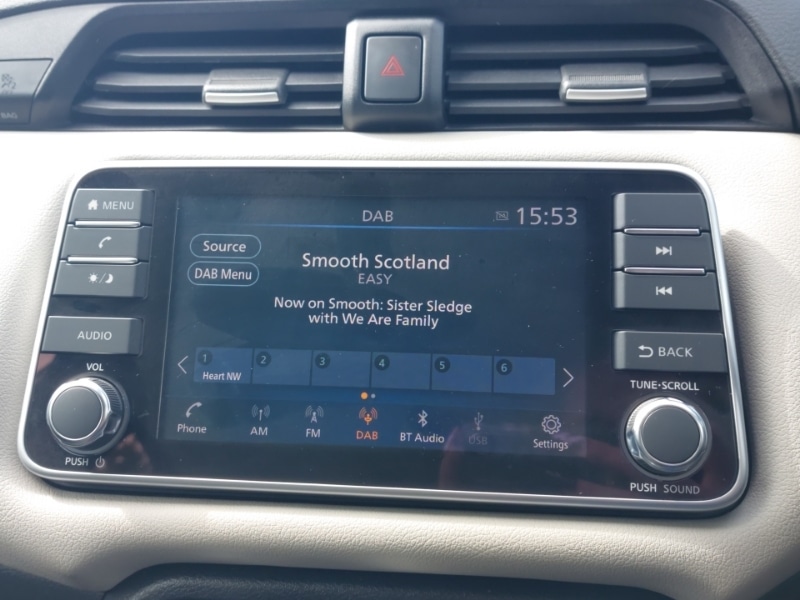 BAG
MENU
DAB
15:53
Source
Smooth Scotland
EASY
DAB Menu
Now on Smooth: Sister Sledge
with We Are Family
AUDIO
BACK
VOL
TUNE·SCROLL
1 2 3 4 5 6
Heart NW
Phone AM FM DAB BT Audio USB Settings
PUSH
PUSH SOUND